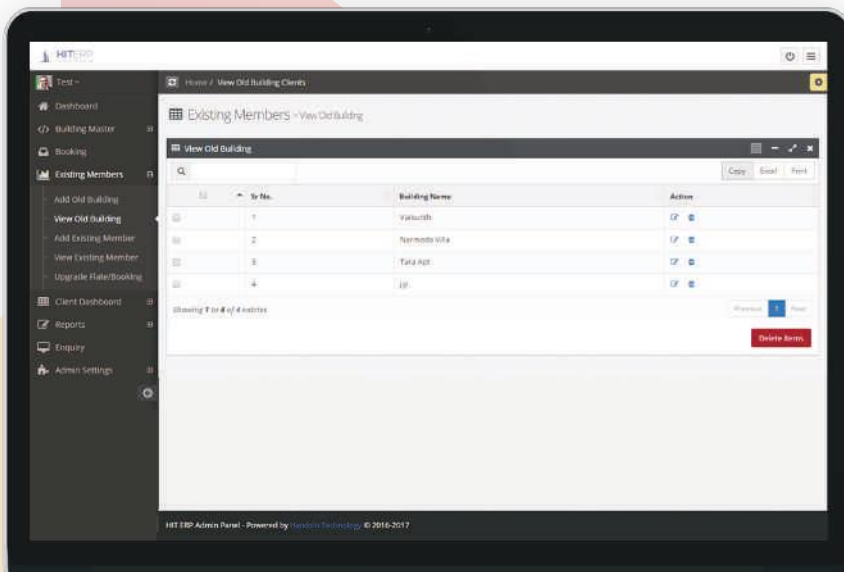 HIT ERP
Test
Home / View Old Building Clients
Dashboard
Building Master
Booking
Existing Members
Add Old Building
View Old Building
Add Existing Member
View Existing Member
Upgrade Flate/Booking
Client Dashboard
Reports
Enquiry
Admin Settings
Existing Members View Old Building
View Old Building
Copy Excel Print
Sr No. Building Name Action
1
2 Narmada Villa
3 Tara Apt
4
Showing 1 to 4 of 4 entries
Previous 1 Next
Delete Items
HIT ERP Admin Panel - Powered by Technology © 2016-2017